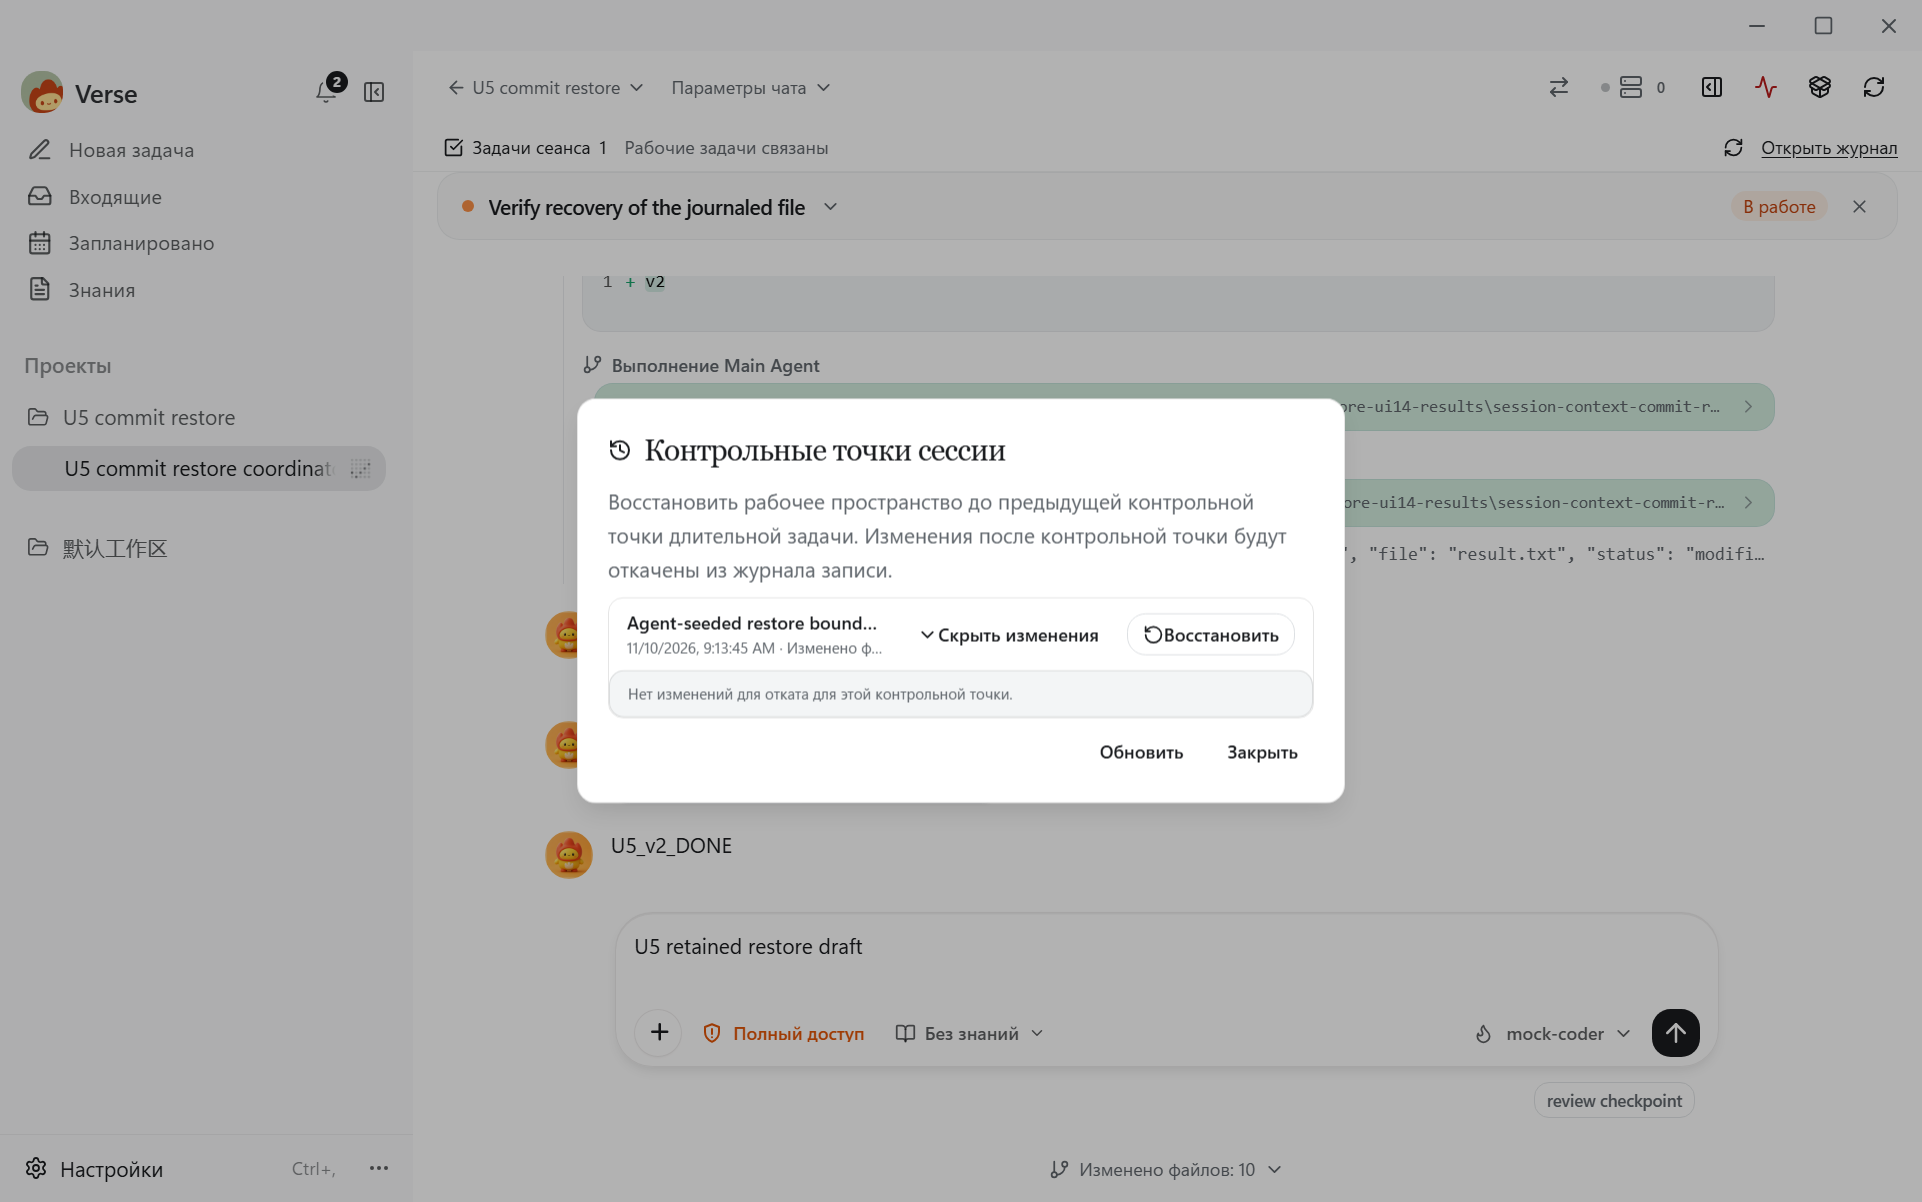 Verse
2
Новая задача
Входящие
Запланировано
Знания
Проекты
U5 commit restore
U5 commit restore coordinat
默认工作区
Настройки
Ctrl+,
U5 commit restore
Параметры чата
0
Задачи сеанса 1
Рабочие задачи связаны
Открыть журнал
Verify recovery of the journaled file
В работе
1 + v2
Выполнение Main Agent
ore-ui14-results\session-context-commit-r...
ore-ui14-results\session-context-commit-r...
", "file": "result.txt", "status": "modifi...
Контрольные точки сессии
Восстановить рабочее пространство до предыдущей контрольной
точки длительной задачи. Изменения после контрольной точки будут
откачены из журнала записи.
Agent-seeded restore bound...
11/10/2026, 9:13:45 AM · Изменено ф...
Скрыть изменения
Восстановить
Нет изменений для отката для этой контрольной точки.
Обновить
Закрыть
U5_v2_DONE
U5 retained restore draft
Полный доступ
Без знаний
mock-coder
review checkpoint
Изменено файлов: 10